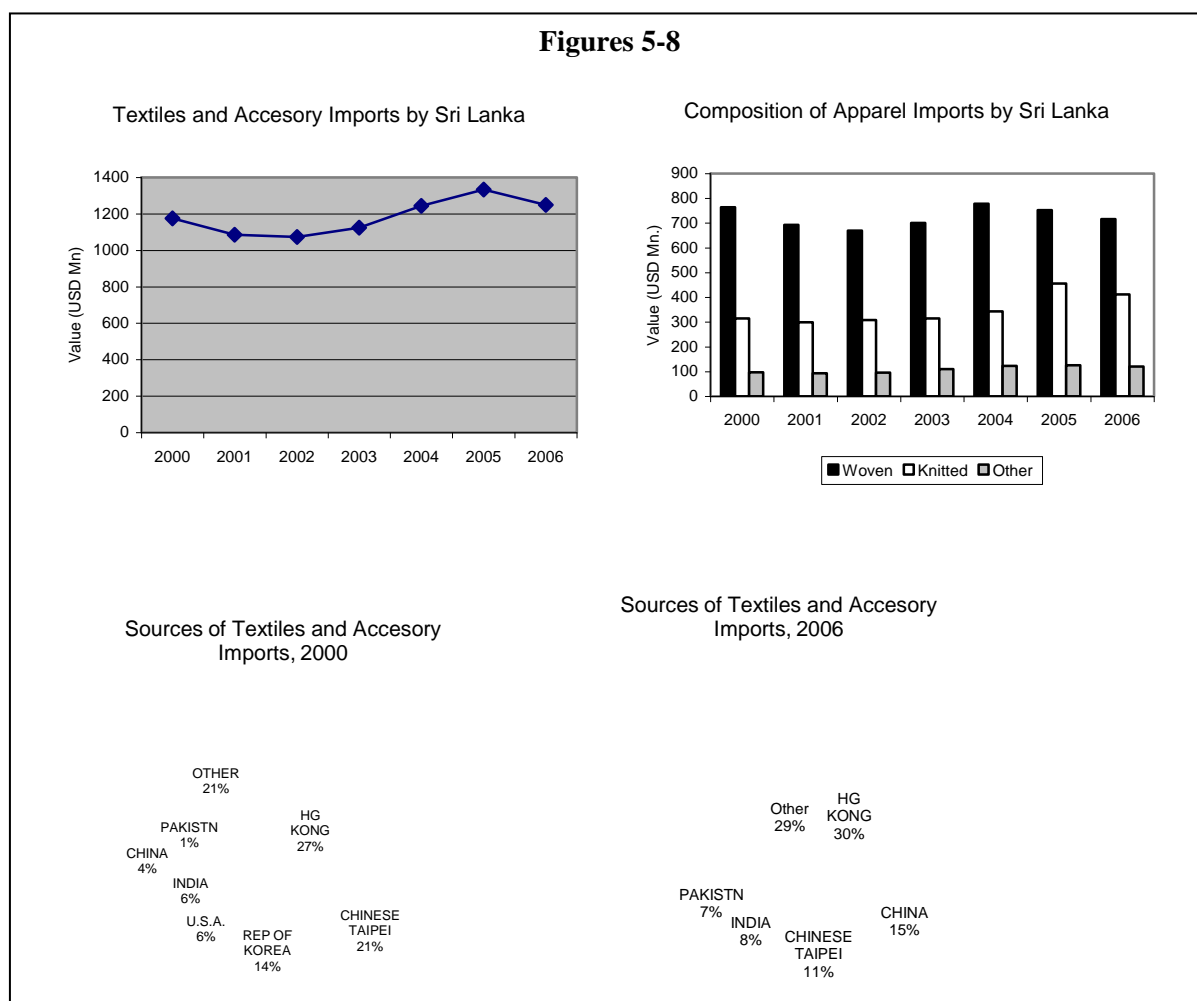 Figures 5-8
Textiles and Accesory Imports by Sri Lanka
Value (USD Mn)
1400
1200
1000
800
600
400
200
0
2000 2001 2002 2003 2004 2005 2006
Composition of Apparel Imports by Sri Lanka
Value (USD Mn.)
900
800
700
600
500
400
300
200
100
0
2000 2001 2002 2003 2004 2005 2006
Woven Knitted Other
Sources of Textiles and Accesory
Imports, 2000
OTHER
21%
HG
KONG
27%
PAKISTN
1%
CHINA
4%
INDIA
6%
U.S.A.
6%
REP OF
KOREA
14%
CHINESE
TAIPEI
21%
Sources of Textiles and Accesory
Imports, 2006
Other
29%
HG
KONG
30%
PAKISTN
7%
INDIA
8%
CHINESE
TAIPEI
11%
CHINA
15%